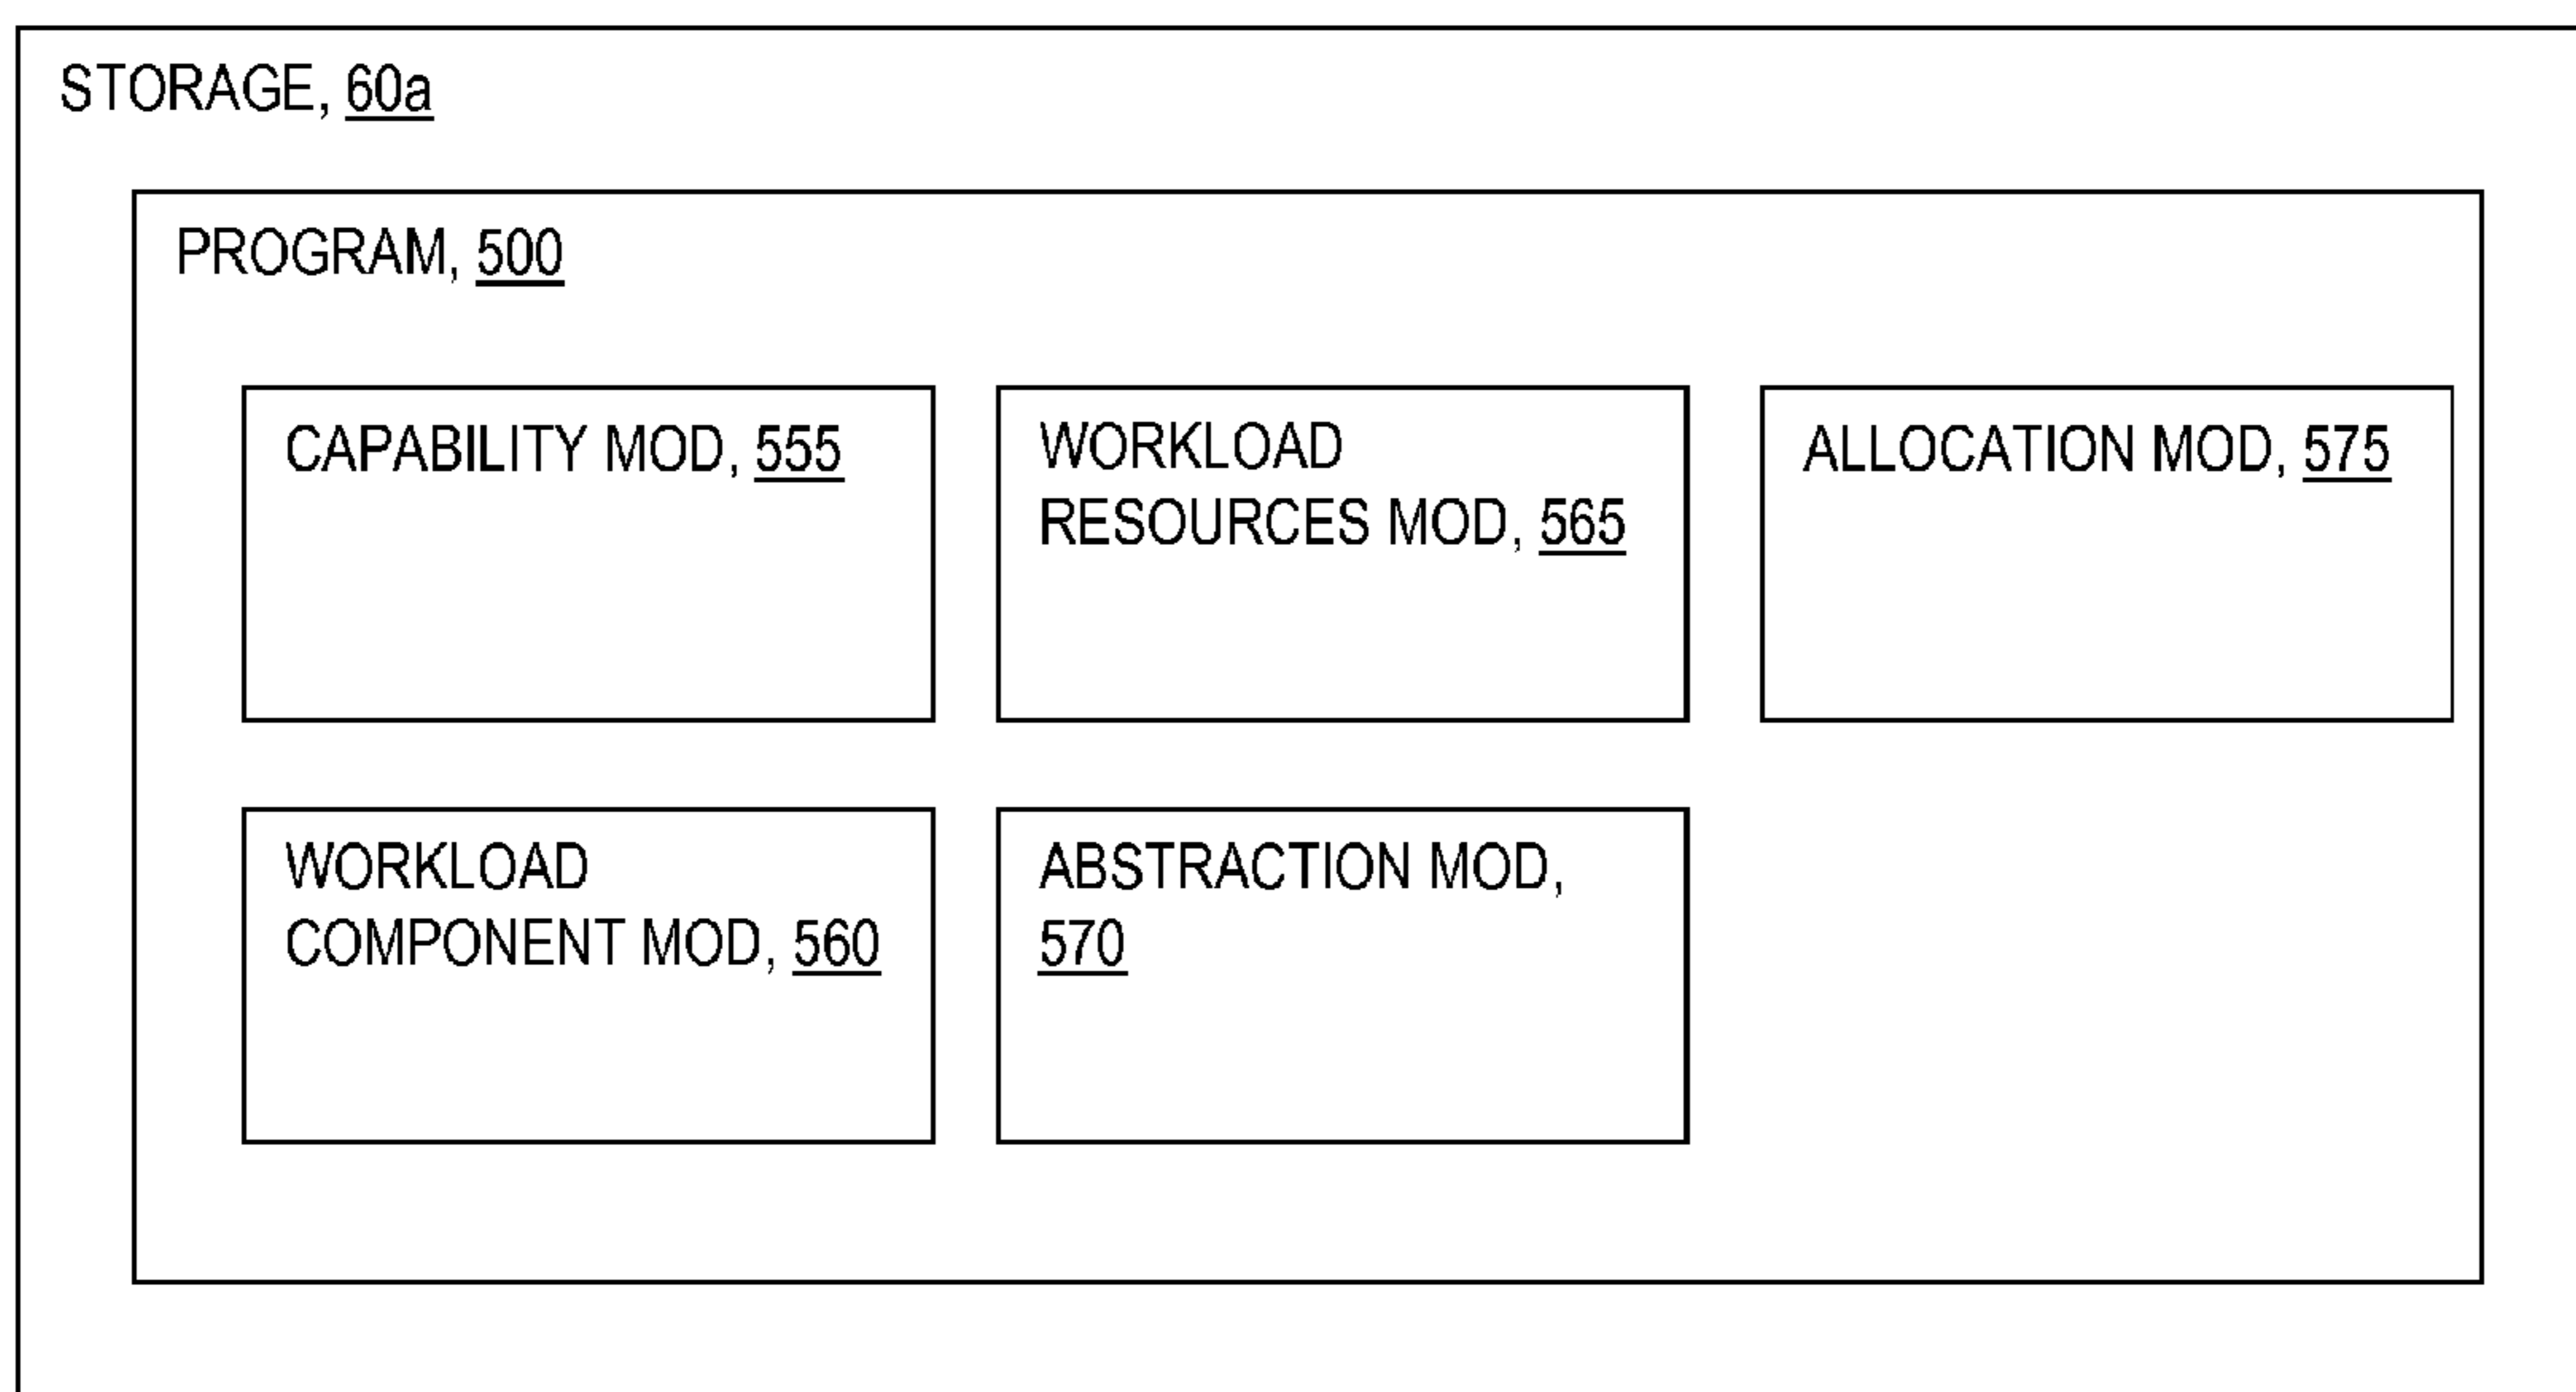 STORAGE, 60a
PROGRAM, 500
CAPABILITY MOD, 555
WORKLOAD
RESOURCES MOD, 565
ALLOCATION MOD, 575
WORKLOAD
COMPONENT MOD, 560
ABSTRACTION MOD,
570